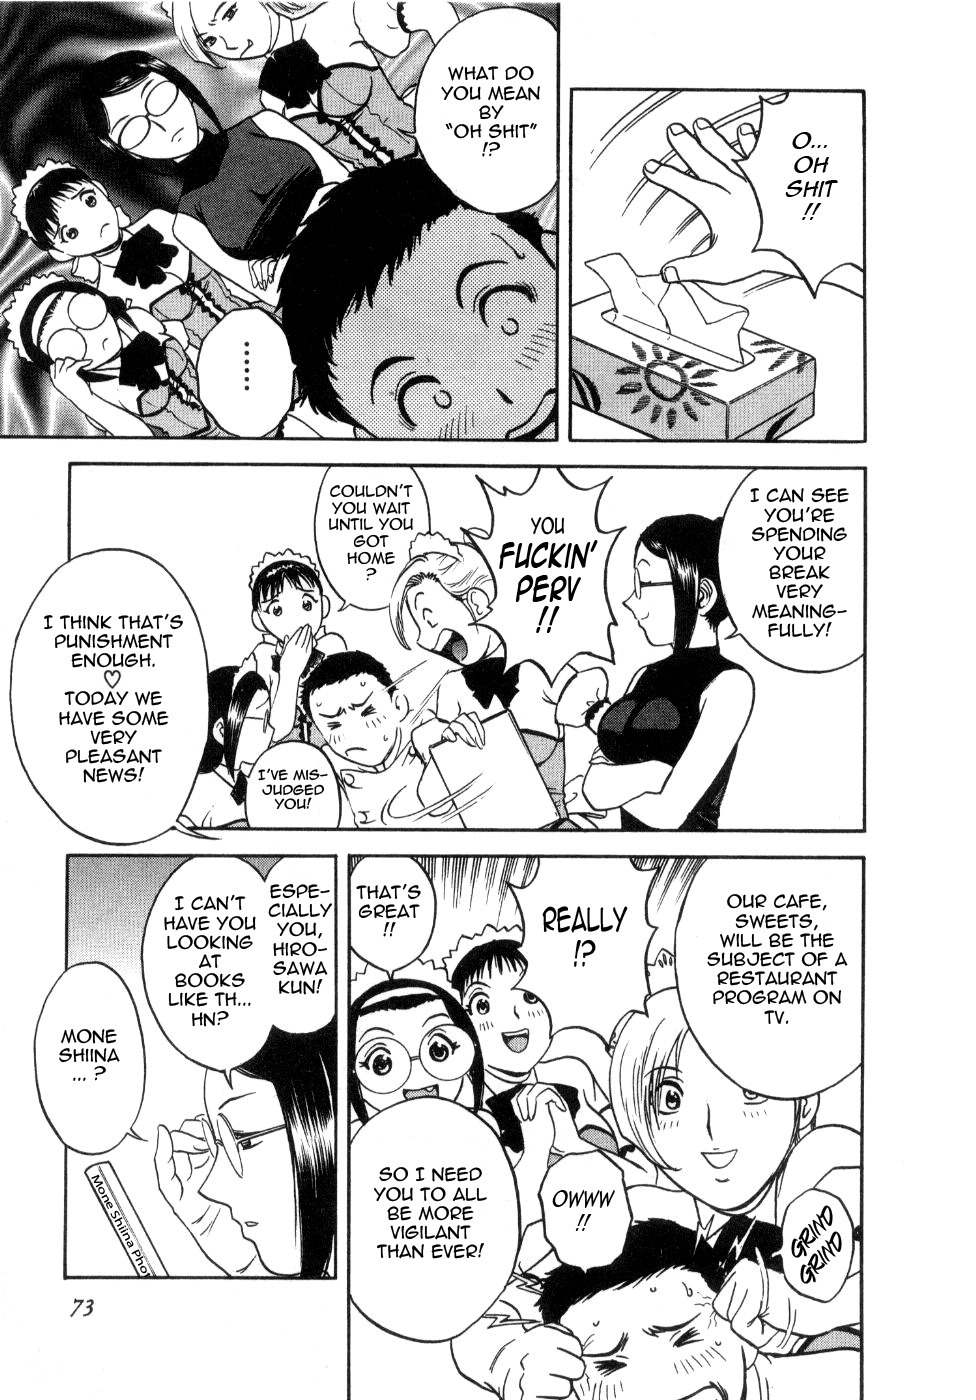 O...
OH
SHIT
!!
WHAT DO
YOU MEAN
BY
"OH SHIT"
!?
......
I CAN SEE
YOU'RE
SPENDING
YOUR
BREAK
VERY
MEANING-
FULLY!
YOU
FUCKIN'
PERV
!!
COULDN'T
YOU WAIT
UNTIL YOU
GOT
HOME
?
I'VE MIS-
JUDGED
YOU!
I THINK THAT'S
PUNISHMENT
ENOUGH.
♡
TODAY WE
HAVE SOME
VERY
PLEASANT
NEWS!
OUR CAFE,
SWEETS,
WILL BE THE
SUBJECT OF A
RESTAURANT
PROGRAM ON
TV.
REALLY
!?
THAT'S
GREAT
!!
GRIND
GRIND
OWWW
!!
SO I NEED
YOU TO ALL
BE MORE
VIGILANT
THAN EVER!
ESPE-
CIALLY
YOU,
HIRO-
SAWA
KUN!
I CAN'T
HAVE YOU
LOOKING
AT
BOOKS
LIKE TH...
HN?
MONE
SHIINA
... ?
Mone Shiina Phot
73